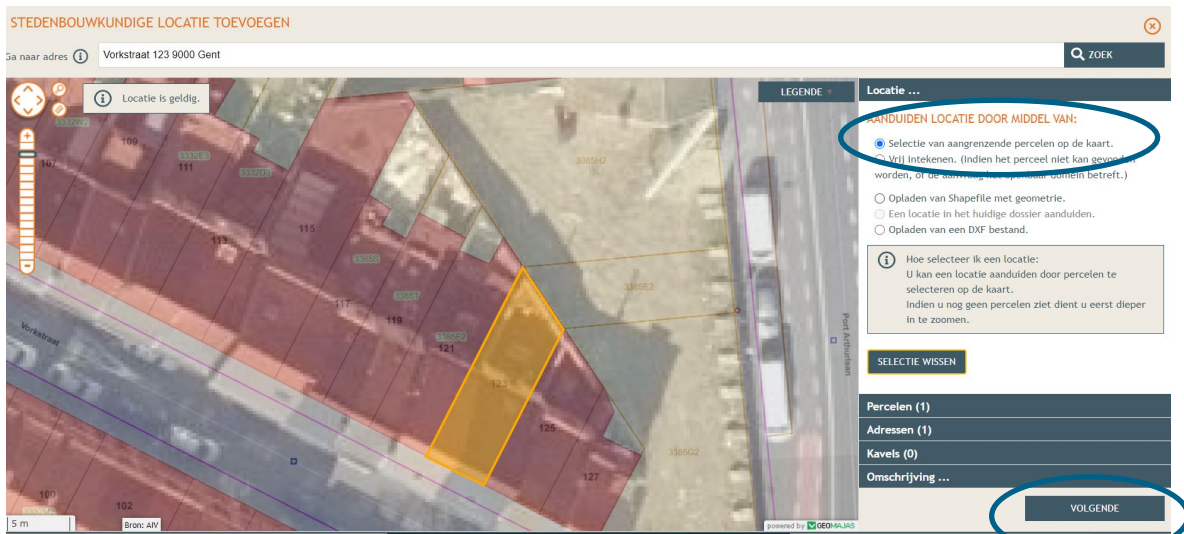 STEDENBOUWKUNDIGE LOCATIE TOEVOEGEN
Ga naar adres
Vorkstraat 123 9000 Gent
ZOEK
Locatie is geldig.
LEGENDE
107
109
3332E3
111
3332D3
113
115
3385S
117
3385T
119
3385F2
121
123
125
127
3385H2
3385E2
3385G2
Vorkstraat
Port Arthurlaan
100
102
5 m
Bron: AIV
powered by GEOMAJAS
Locatie ...
AANDUIDEN LOCATIE DOOR MIDDEL VAN:
Selectie van aangrenzende percelen op de kaart.
Vrij intekenen. (Indien het perceel niet kan gevonden
worden, of de aanvraag het openbaar domein betreft.)
Opladen van Shapefile met geometrie.
Een locatie in het huidige dossier aanduiden.
Opladen van een DXF bestand.
Hoe selecteer ik een locatie:
U kan een locatie aanduiden door percelen te
selecteren op de kaart.
Indien u nog geen percelen ziet dient u eerst dieper
in te zoomen.
SELECTIE WISSEN
Percelen (1)
Adressen (1)
Kavels (0)
Omschrijving ...
VOLGENDE